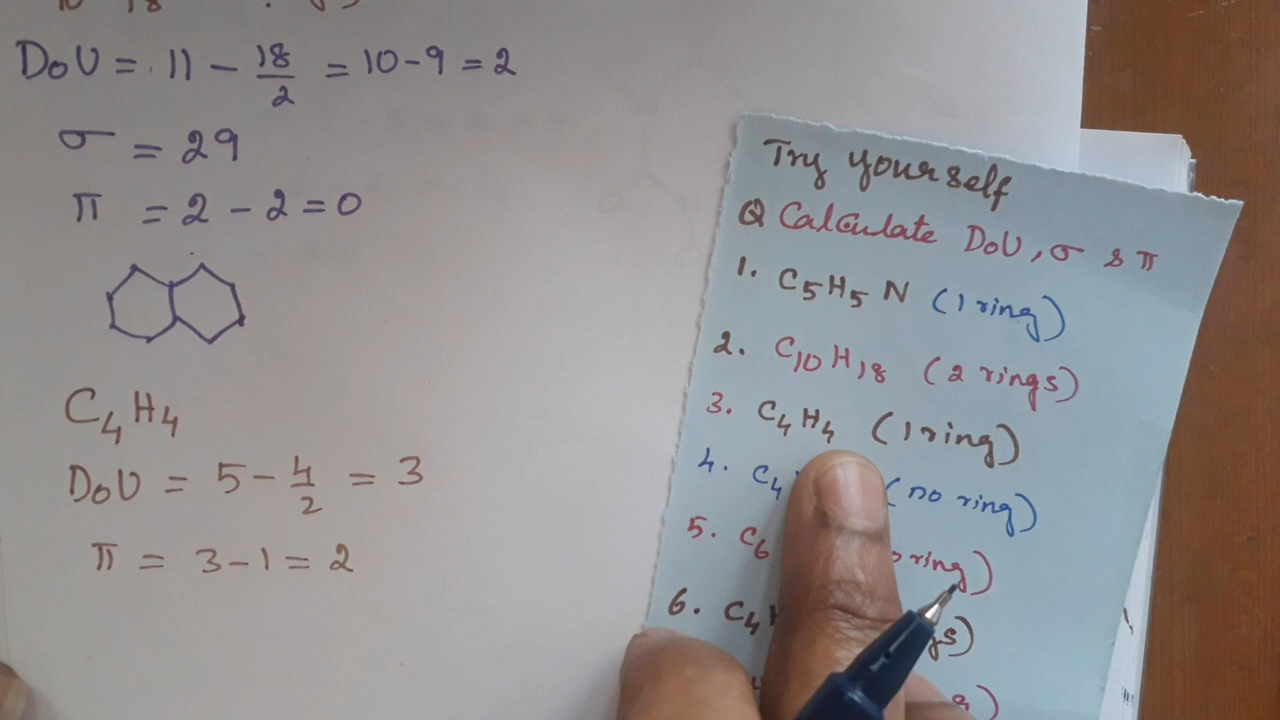 DoU = 11 - 18/2 = 10-9 = 2
σ = 29
π = 2 - 2 = 0
C4H4
DoU = 5 - 4/2 = 3
π = 3-1 = 2
Try yourself
Q Calculate DoU, σ & π
1. C5H5N (1 ring)
2. C10H18 (2 rings)
3. C4H4 (1 ring)
4. C4 (no ring)
5. C6 ring)
6. C4